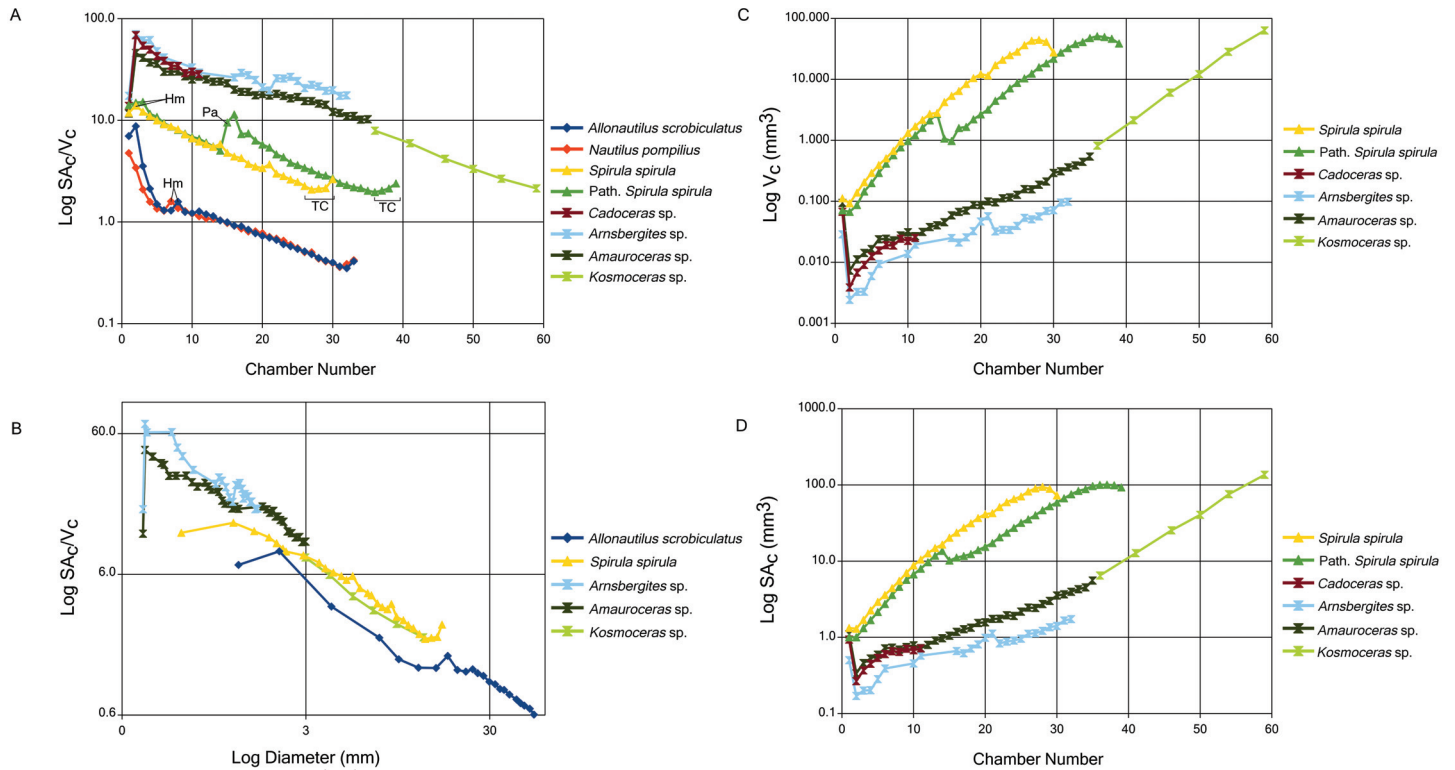 A
Log SAC/VC
100.0
10.0
1.0
0.1
Hm
Pa
Hm
TC
TC
0 10 20 30 40 50 60
Chamber Number
Allonautilus scrobiculatus
Nautilus pompilius
Spirula spirula
Path. Spirula spirula
Cadoceras sp.
Arnsbergites sp.
Amauroceras sp.
Kosmoceras sp.
C
Log VC (mm3)
100.000
10.000
1.000
0.100
0.010
0.001
0 10 20 30 40 50 60
Chamber Number
Spirula spirula
Path. Spirula spirula
Cadoceras sp.
Arnsbergites sp.
Amauroceras sp.
Kosmoceras sp.
B
Log SAC/VC
60.0
6.0
0.6
0 3 30
Log Diameter (mm)
Allonautilus scrobiculatus
Spirula spirula
Arnsbergites sp.
Amauroceras sp.
Kosmoceras sp.
D
Log SAC (mm3)
1000.0
100.0
10.0
1.0
0.1
0 10 20 30 40 50 60
Chamber Number
Spirula spirula
Path. Spirula spirula
Cadoceras sp.
Arnsbergites sp.
Amauroceras sp.
Kosmoceras sp.